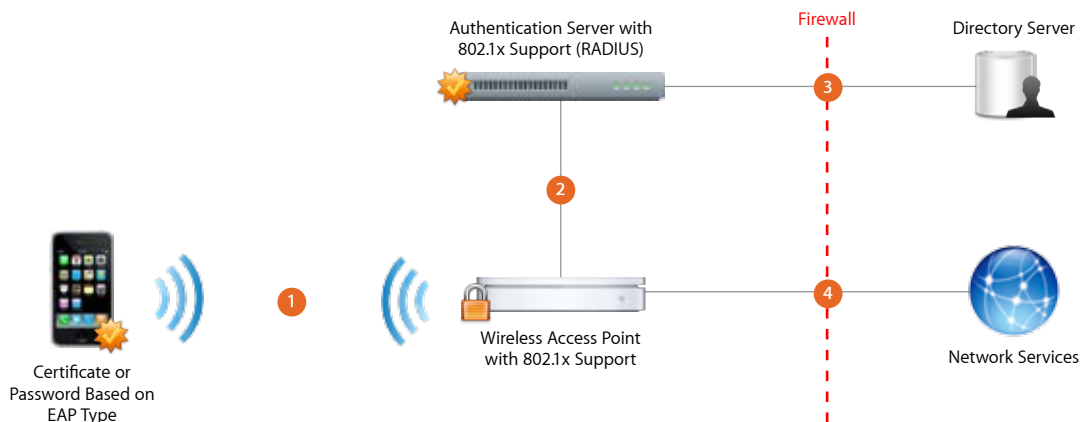 Authentication Server with
802.1x Support (RADIUS)
Firewall
Directory Server
3
2
1
4
Wireless Access Point
with 802.1x Support
Network Services
Certificate or
Password Based on
EAP Type